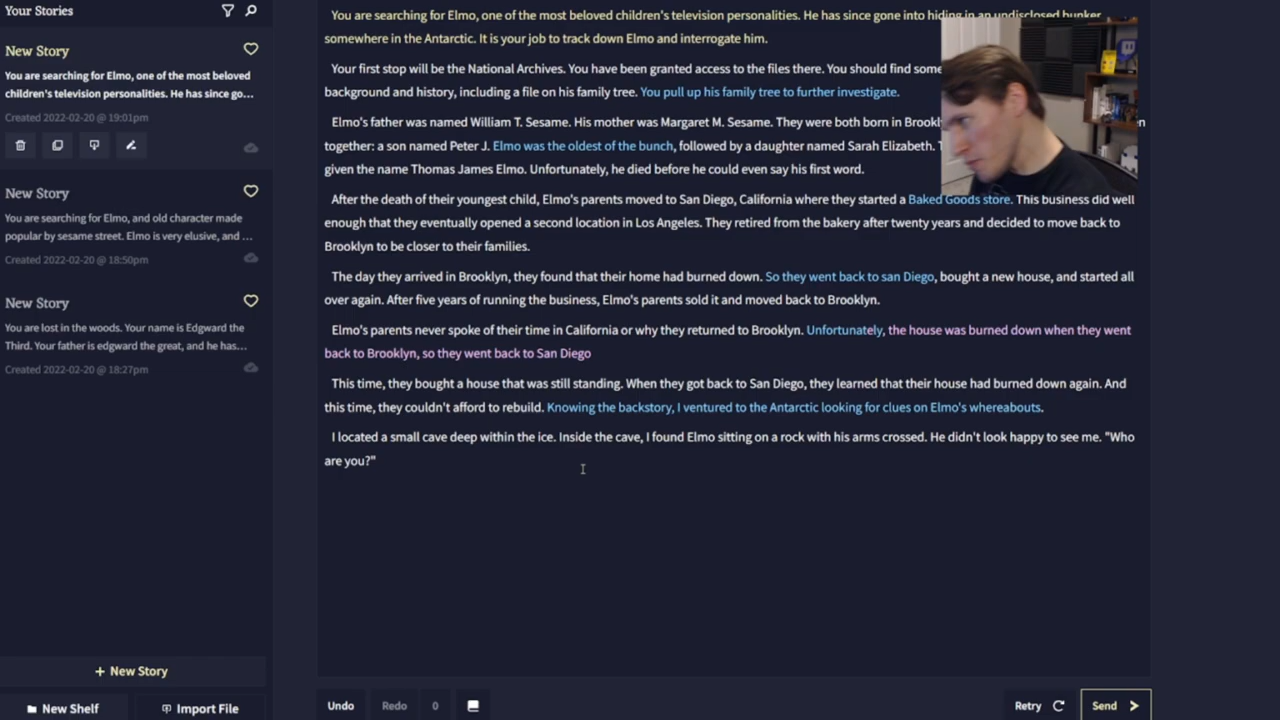 Your Stories
New Story
You are searching for Elmo, one of the most beloved
children's television personalities. He has since go...
Created 2022-02-20 @ 19:01pm
New Story
You are searching for Elmo, and old character made
popular by sesame street. Elmo is very elusive, and ...
Created 2022-02-20 @ 18:50pm
New Story
You are lost in the woods. Your name is Edgward the
Third. Your father is edgward the great, and he has...
Created 2022-02-20 @ 18:27pm
+ New Story
New Shelf
Import File
You are searching for Elmo, one of the most beloved children's television personalities. He has since gone into hiding in an undisclosed bunker
somewhere in the Antarctic. It is your job to track down Elmo and interrogate him.
Your first stop will be the National Archives. You have been granted access to the files there. You should find some
background and history, including a file on his family tree. You pull up his family tree to further investigate.
Elmo's father was named William T. Sesame. His mother was Margaret M. Sesame. They were both born in
together: a son named Peter J. Elmo was the oldest of the bunch, followed by a daughter named Sarah Elizabeth.
given the name Thomas James Elmo. Unfortunately, he died before he could even say his first word.
After the death of their youngest child, Elmo's parents moved to San Diego, California where they started a Baked Goods store. This business did well
enough that they eventually opened a second location in Los Angeles. They retired from the bakery after twenty years and decided to move back to
Brooklyn to be closer to their families.
The day they arrived in Brooklyn, they found that their home had burned down. So they went back to san Diego, bought a new house, and started all
over again. After five years of running the business, Elmo's parents sold it and moved back to Brooklyn.
Elmo's parents never spoke of their time in California or why they returned to Brooklyn. Unfortunately, the house was burned down when they went
back to Brooklyn, so they went back to San Diego
This time, they bought a house that was still standing. When they got back to San Diego, they learned that their house had burned down again. And
this time, they couldn't afford to rebuild. Knowing the backstory, I ventured to the Antarctic looking for clues on Elmo's whereabouts.
I located a small cave deep within the ice. Inside the cave, I found Elmo sitting on a rock with his arms crossed. He didn't look happy to see me. "Who
are you?"
Undo
Redo
0
Retry
Send